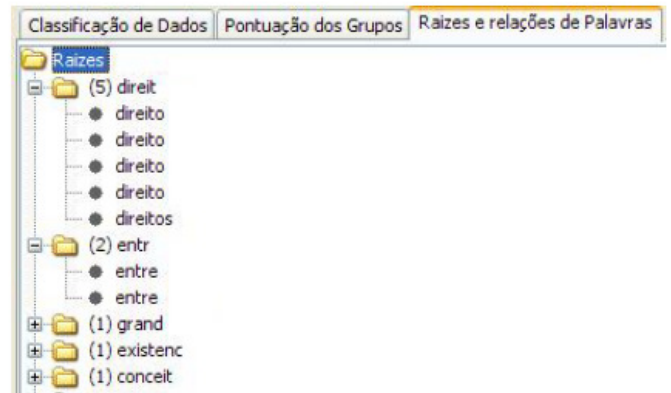 Classificação de Dados Pontuação dos Grupos Raizes e relações de Palavras
Raizes
(5) direit
direito
direito
direito
direito
direitos
(2) entr
entre
entre
(1) grand
(1) existenc
(1) conceit